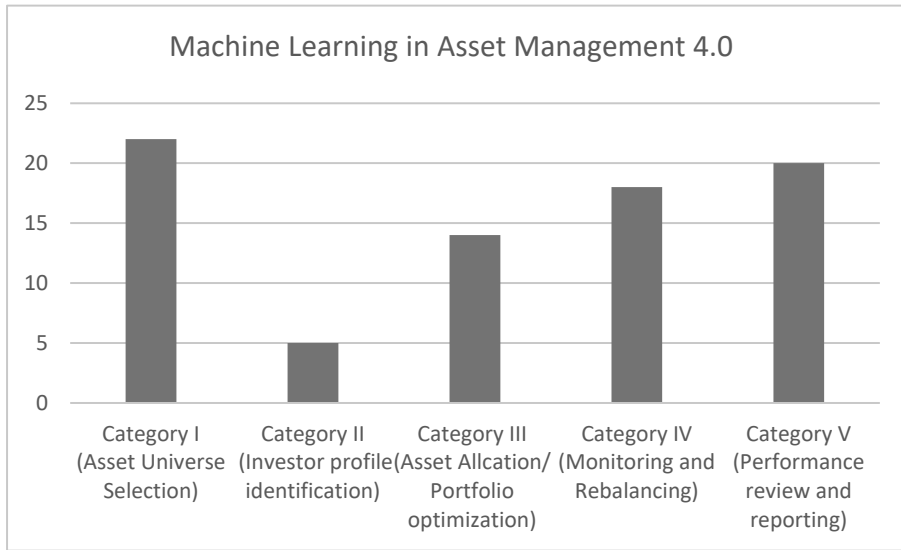 Machine Learning in Asset Management 4.0
25
20
15
10
5
0
Category I
(Asset Universe
Selection)
Category II
(Investor profile
identification)
Category III
(Asset Allcation/
Portfolio
optimization)
Category IV
(Monitoring and
Rebalancing)
Category V
(Performance
review and
reporting)